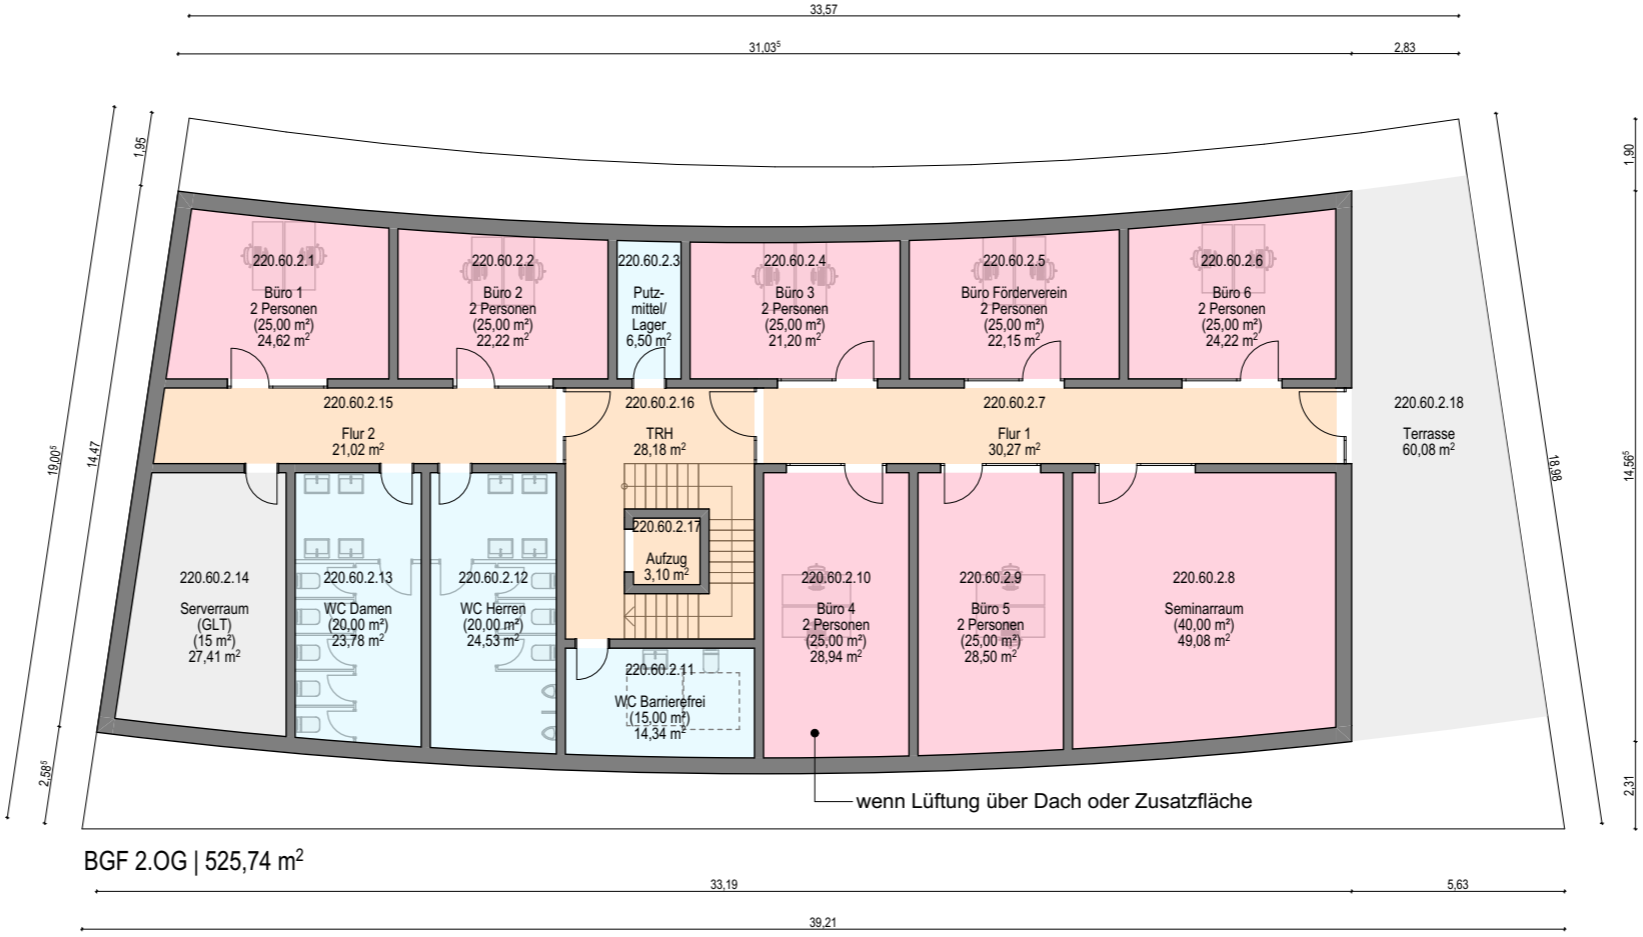 33,57
31,03⁵
2,83
1,95
1,90
220.60.2.1
Büro 1
2 Personen
(25,00 m²)
24,62 m²
220.60.2.2
Büro 2
2 Personen
(25,00 m²)
22,22 m²
220.60.2.3
Putz-
mittel/
Lager
6,50 m²
220.60.2.4
Büro 3
2 Personen
(25,00 m²)
21,20 m²
220.60.2.5
Büro Förderverein
2 Personen
(25,00 m²)
22,15 m²
220.60.2.6
Büro 6
2 Personen
(25,00 m²)
24,22 m²
220.60.2.15
Flur 2
21,02 m²
220.60.2.16
TRH
28,18 m²
220.60.2.7
Flur 1
30,27 m²
220.60.2.18
Terrasse
60,08 m²
19,00⁵
14,47
18,98
14,56⁵
220.60.2.14
Serverraum
(GLT)
(15 m²)
27,41 m²
220.60.2.13
WC Damen
(20,00 m²)
23,78 m²
220.60.2.12
WC Herren
(20,00 m²)
24,53 m²
220.60.2.17
Aufzug
3,10 m²
220.60.2.10
Büro 4
2 Personen
(25,00 m²)
28,94 m²
220.60.2.9
Büro 5
2 Personen
(25,00 m²)
28,50 m²
220.60.2.8
Seminarraum
(40,00 m²)
49,08 m²
220.60.2.11
WC Barrierefrei
(15,00 m²)
14,34 m²
2,58⁵
2,31
wenn Lüftung über Dach oder Zusatzfläche
BGF 2.OG | 525,74 m²
33,19
5,63
39,21